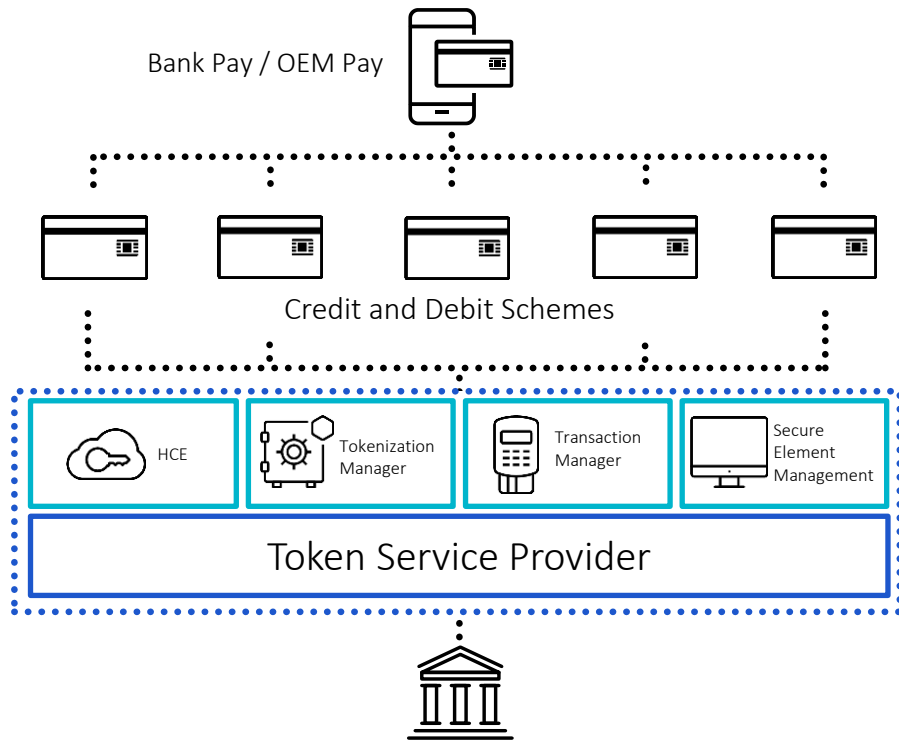 Bank Pay / OEM Pay
Credit and Debit Schemes
HCE
Tokenization
Manager
Transaction
Manager
Secure
Element
Management
Token Service Provider